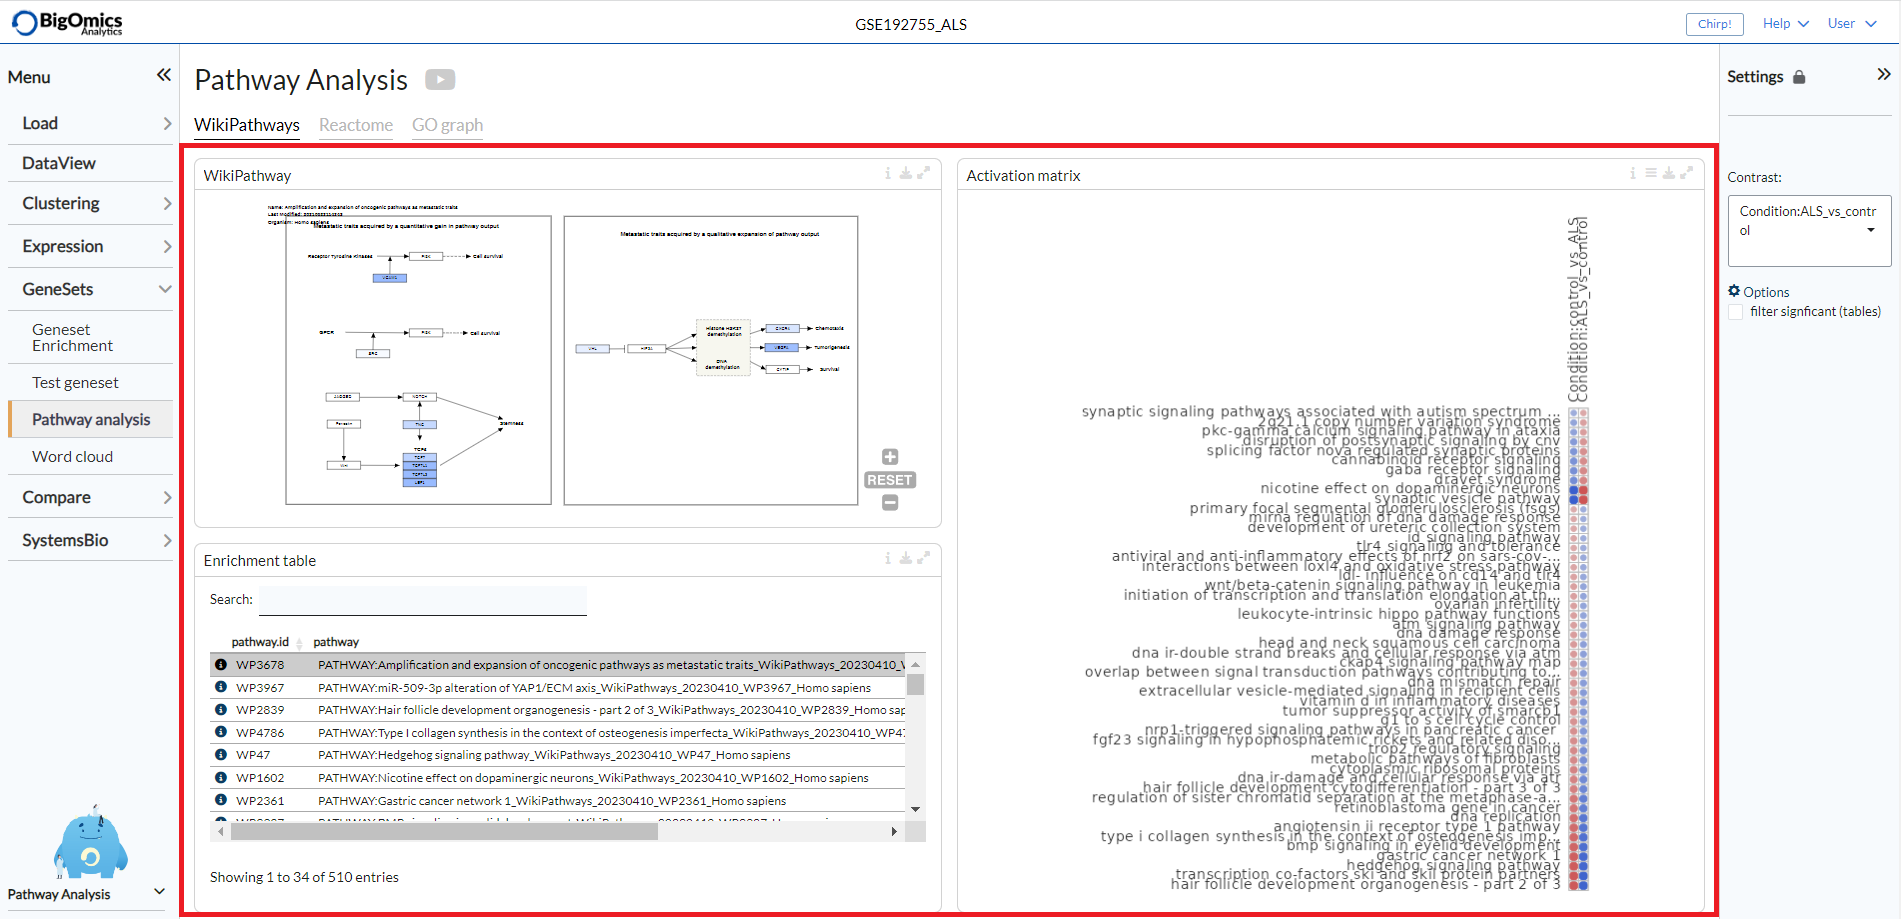 BigOmics
Analytics
GSE192755_ALS
Chirp!
Help
User
Menu
Load
DataView
Clustering
Expression
GeneSets
Geneset
Enrichment
Test geneset
Pathway analysis
Word cloud
Compare
SystemsBio
Pathway Analysis
Pathway Analysis
WikiPathways
Reactome
GO graph
WikiPathway
Name: Amplification and expansion of oncogenic pathways as metastatic traits
Organism: Homo sapiens
Metastatic traits acquired by a quantitative gain in pathway output
Receptor Tyrosine Kinases
PI3K
Cell survival
GPCR
PI3K
Cell survival
SRC
JAGGED
NOTCH
TNC
Stemness
VHL
HIF2A
Metastatic traits acquired by a qualitative expansion of pathway output
Histone H3K27
demethylation
DNA
demethylation
CXCR4
Chemotaxis
VEGFA
Tumorigenesis
CYTIP
Survival
RESET
Enrichment table
Search:
pathway.id
pathway
WP3678
PATHWAY:Amplification and expansion of oncogenic pathways as metastatic traits_WikiPathways_20230410_
WP3967
PATHWAY:miR-509-3p alteration of YAP1/ECM axis_WikiPathways_20230410_WP3967_Homo sapiens
WP2839
PATHWAY:Hair follicle development organogenesis - part 2 of 3_WikiPathways_20230410_WP2839_Homo sap
WP4786
PATHWAY:Type I collagen synthesis in the context of osteogenesis imperfecta_WikiPathways_20230410_WP47
WP47
PATHWAY:Hedgehog signaling pathway_WikiPathways_20230410_WP47_Homo sapiens
WP1602
PATHWAY:Nicotine effect on dopaminergic neurons_WikiPathways_20230410_WP1602_Homo sapiens
WP2361
PATHWAY:Gastric cancer network 1_WikiPathways_20230410_WP2361_Homo sapiens
Showing 1 to 34 of 510 entries
Activation matrix
Condition:control_vs_ALS
Condition:ALS_vs_control
synaptic signaling pathways associated with autism spectrum ...
2q21.1 copy number variation syndrome
pkc-gamma calcium signaling pathway in ataxia
disruption of postsynaptic signaling by cnv
splicing factor nova regulated synaptic proteins
cannabinoid receptor signaling
gaba receptor signaling
dravet syndrome
nicotine effect on dopaminergic neurons
synaptic vesicle pathway
primary focal segmental glomerulosclerosis (fsgs)
mirna regulation of dna damage response
development of ureteric collection system
id signaling pathway
tlr4 signaling and tolerance
antiviral and anti-inflammatory effects of nrf2 on sars-cov-...
interactions between loxl4 and oxidative stress pathway
ldl- influence on cd14 and tlr4
wnt/beta-catenin signaling pathway in leukemia
initiation of transcription and translation elongation at th...
ovarian infertility
leukocyte-intrinsic hippo pathway functions
atm signaling pathway
dna damage response
head and neck squamous cell carcinoma
dna ir-double strand breaks and cellular response via atm
ckap4 signaling pathway map
overlap between signal transduction pathways contributing to...
dna mismatch repair
extracellular vesicle-mediated signaling in recipient cells
vitamin d in inflammatory diseases
tumor suppressor activity of smarcb1
g1 to s cell cycle control
nrp1-triggered signaling pathways in pancreatic cancer
fgf23 signaling in hypophosphatemic rickets and related diso...
trop2 regulatory signaling
metabolic pathways of fibroblasts
cytoplasmic ribosomal proteins
dna ir-damage and cellular response via atr
hair follicle development cytodifferentiation - part 3 of 3
regulation of sister chromatid separation at the metaphase-a...
retinoblastoma gene in cancer
dna replication
angiotensin ii receptor type 1 pathway
type i collagen synthesis in the context of osteogenesis imp...
bmp signaling in eyelid development
gastric cancer network 1
hedgehog signaling pathway
transcription co-factors ski and skil protein partners
hair follicle development organogenesis - part 2 of 3
Settings
Contrast:
Condition:ALS_vs_contr
ol
Options
filter signficant (tables)